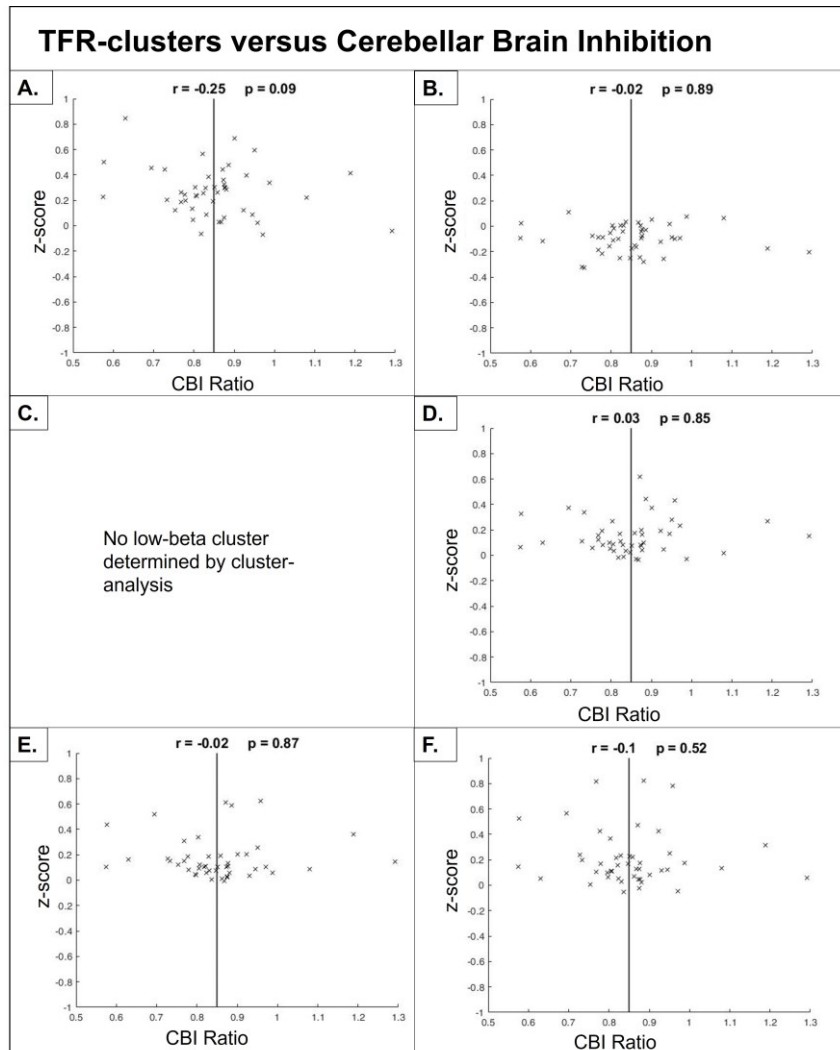 TFR-clusters versus Cerebellar Brain Inhibition
A.
r = -0.25 p = 0.09
1
0.8
0.6
0.4
0.2
0
-0.2
-0.4
-0.6
-0.8
-1
z-score
0.5 0.6 0.7 0.8 0.9 1 1.1 1.2 1.3
CBI Ratio
B.
r = -0.02 p = 0.89
1
0.8
0.6
0.4
0.2
0
-0.2
-0.4
-0.6
-0.8
-1
z-score
0.5 0.6 0.7 0.8 0.9 1 1.1 1.2 1.3
CBI Ratio
C.
No low-beta cluster
determined by cluster-
analysis
D.
r = 0.03 p = 0.85
1
0.8
0.6
0.4
0.2
0
-0.2
-0.4
-0.6
-0.8
-1
z-score
0.5 0.6 0.7 0.8 0.9 1 1.1 1.2 1.3
CBI Ratio
E.
r = -0.02 p = 0.87
1
0.8
0.6
0.4
0.2
0
-0.2
-0.4
-0.6
-0.8
-1
z-score
0.5 0.6 0.7 0.8 0.9 1 1.1 1.2 1.3
CBI Ratio
F.
r = -0.1 p = 0.52
1
0.8
0.6
0.4
0.2
0
-0.2
-0.4
-0.6
-0.8
-1
z-score
0.5 0.6 0.7 0.8 0.9 1 1.1 1.2 1.3
CBI Ratio